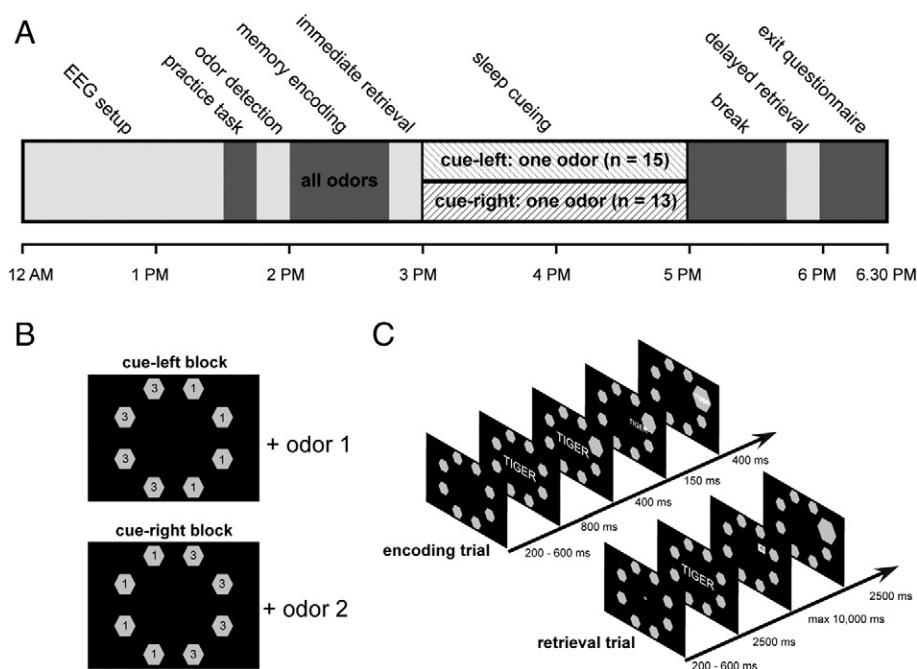 A
EEG setup
practice task
odor detection
memory encoding
immediate retrieval
sleep cueing
break
delayed retrieval
exit questionnaire
all odors
cue-left: one odor (n = 15)
cue-right: one odor (n = 13)
12 AM 1 PM 2 PM 3 PM 4 PM 5 PM 6 PM 6.30 PM
B
cue-left block
3 1
3 1
3 1
3 1
+ odor 1
cue-right block
1 3
1 3
1 3
1 3
+ odor 2
C
TIGER
TIGER
TIGER
400 ms
150 ms
400 ms
800 ms
200 - 600 ms
encoding trial
TIGER
2500 ms
max 10,000 ms
2500 ms
200 - 600 ms
retrieval trial